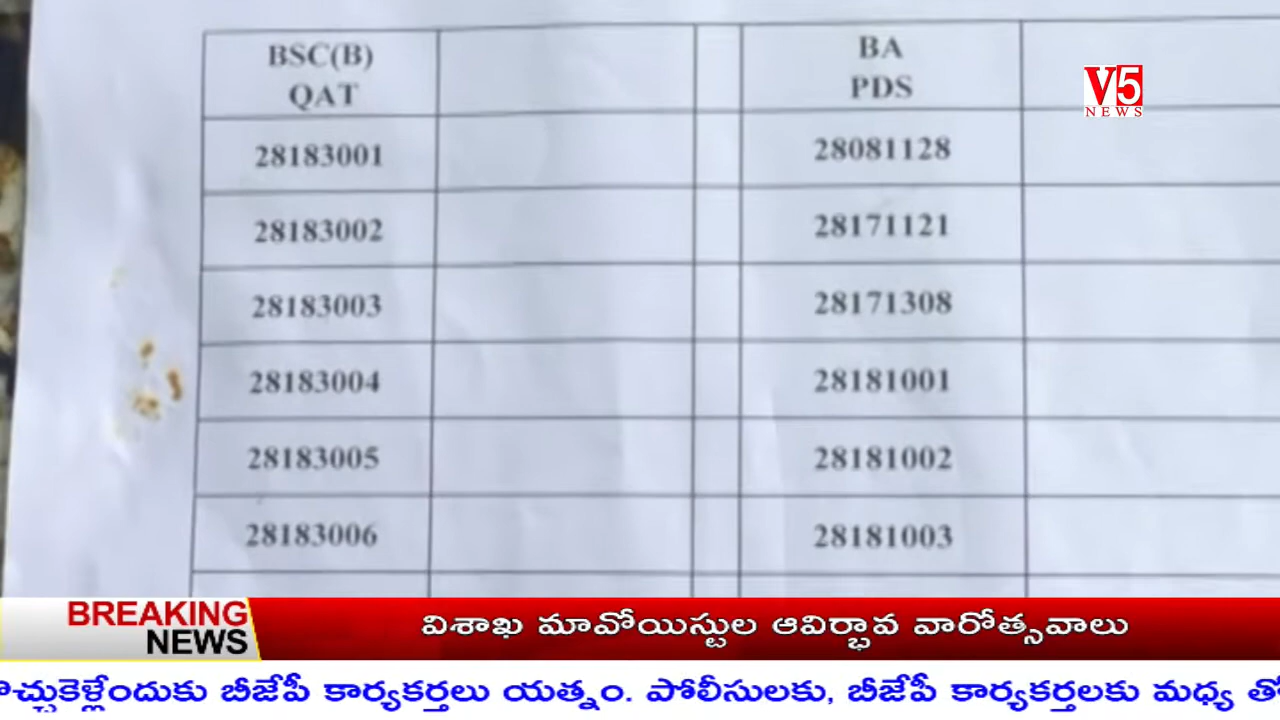 BSC(B) BA
QAT PDS
V5
NEWS
28183001 28081128
28183002 28171121
28183003 28171308
28183004 28181001
28183005 28181002
28183006 28181003
BREAKING
NEWS
విశాఖ మావోయిస్టుల ఆవిర్భావ వారోత్సవాలు
బీజేపీ కార్యకర్తలు యత్నం. పోలీసులకు, బీజేపీ కార్యకర్తలకు మధ్య